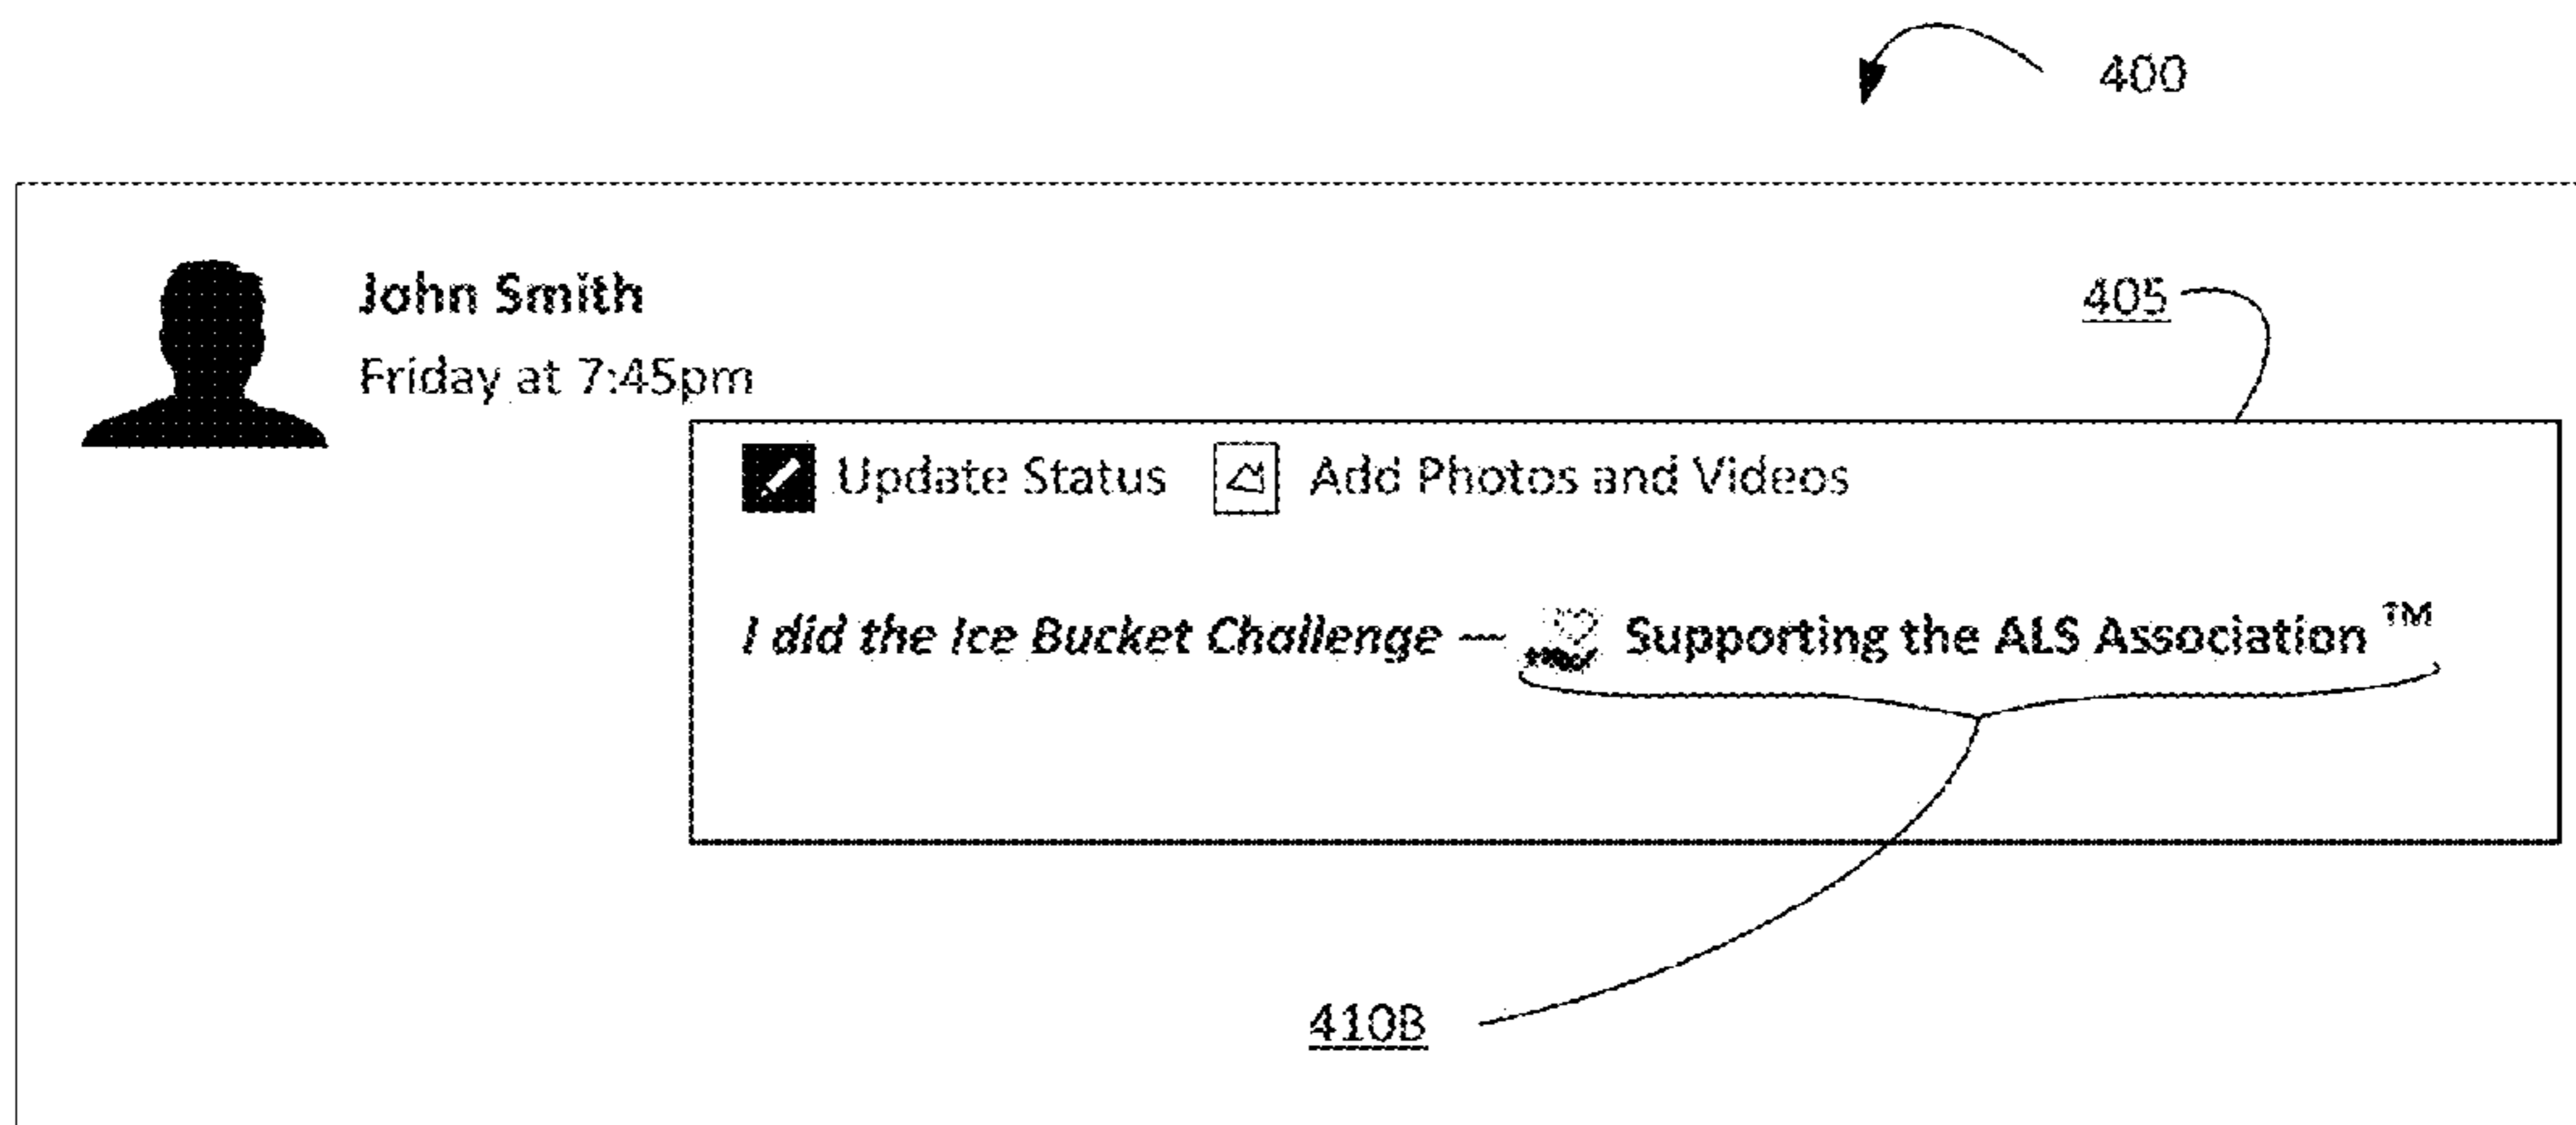 400
John Smith
405
Friday at 7:45pm
Update Status Add Photos and Videos
I did the Ice Bucket Challenge — Supporting the ALS Association ™
410B